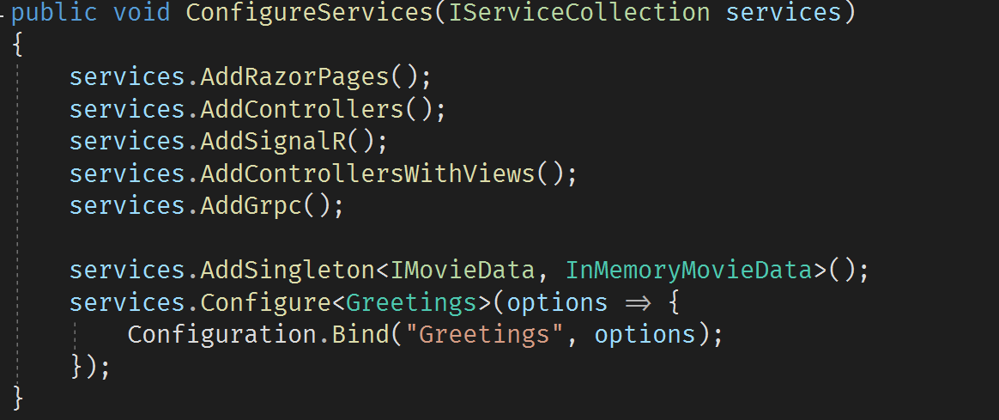 public void ConfigureServices(IServiceCollection services)
{
    services.AddRazorPages();
    services.AddControllers();
    services.AddSignalR();
    services.AddControllersWithViews();
    services.AddGrpc();

    services.AddSingleton<IMovieData, InMemoryMovieData>();
    services.Configure<Greetings>(options => {
        Configuration.Bind("Greetings", options);
    });
}